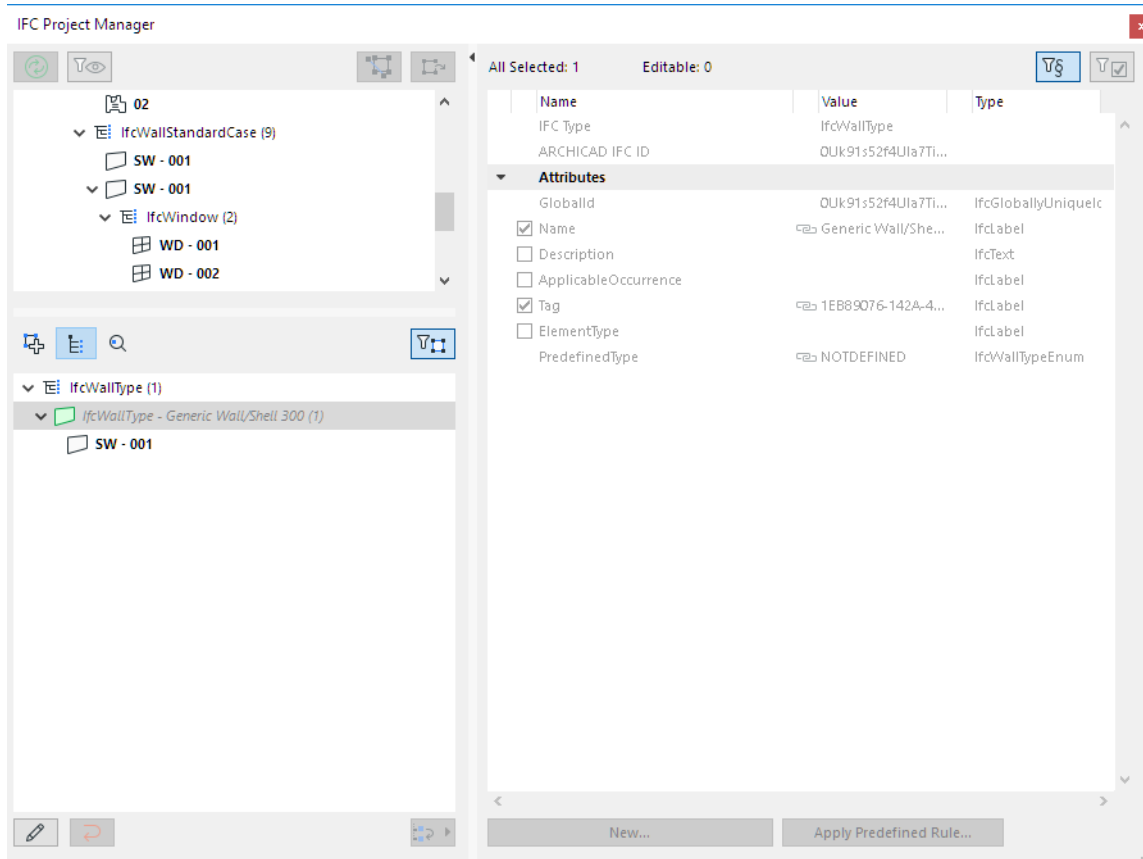 IFC Project Manager
02
IfcWallStandardCase (9)
SW - 001
SW - 001
IfcWindow (2)
WD - 001
WD - 002
IfcWallType (1)
IfcWallType - Generic Wall/Shell 300 (1)
SW - 001
All Selected: 1 Editable: 0
Name Value Type
IFC Type IfcWallType
ARCHICAD IFC ID 0Uk91s52f4UIa7Ti...
Attributes
GlobalId 0Uk91s52f4UIa7Ti... IfcGloballyUniqueIc
Name Generic Wall/She... IfcLabel
Description IfcText
ApplicableOccurrence IfcLabel
Tag 1EB89076-142A-4... IfcLabel
ElementType IfcLabel
PredefinedType NOTDEFINED IfcWallTypeEnum
New... Apply Predefined Rule...